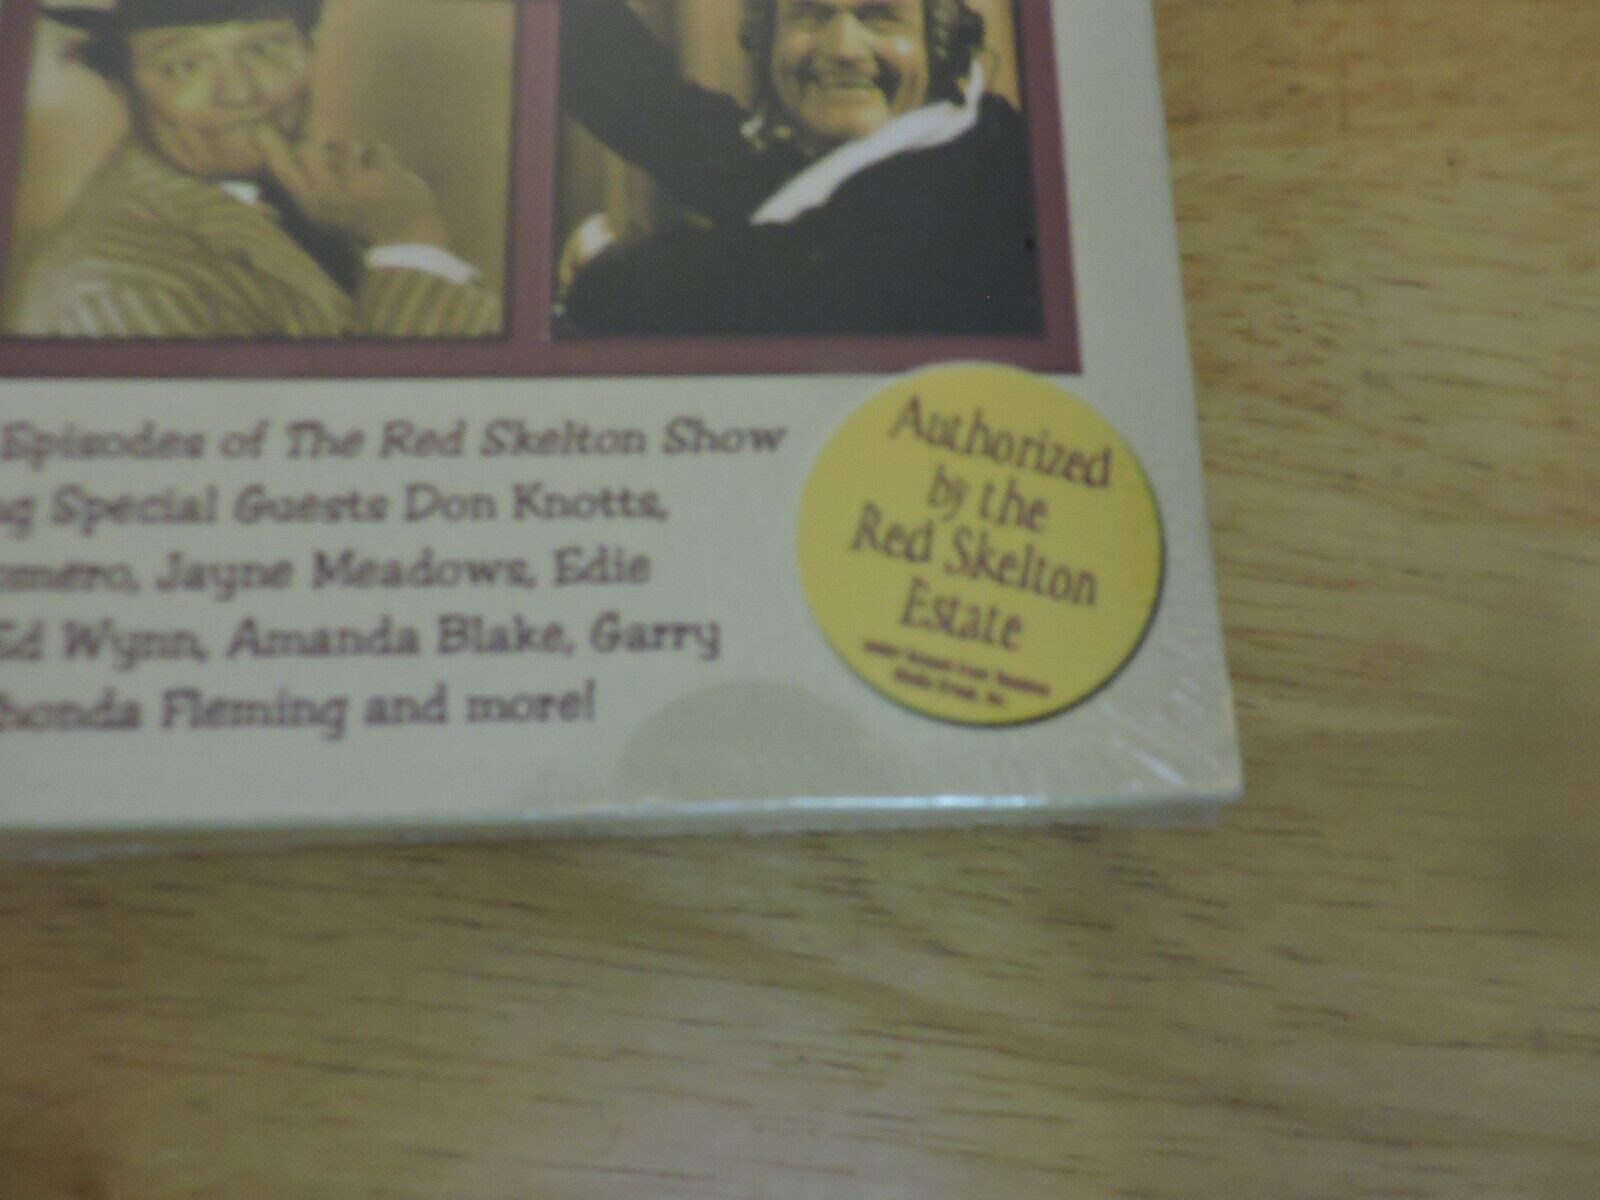 Episodes of The Red Skelton Show
Special Guests Don Knotts,
Jayne Meadows, Edie
Ed Wynn, Amanda Blake, Garry
Fleming and more!
Authorized
by the
Red Skelton
Estate